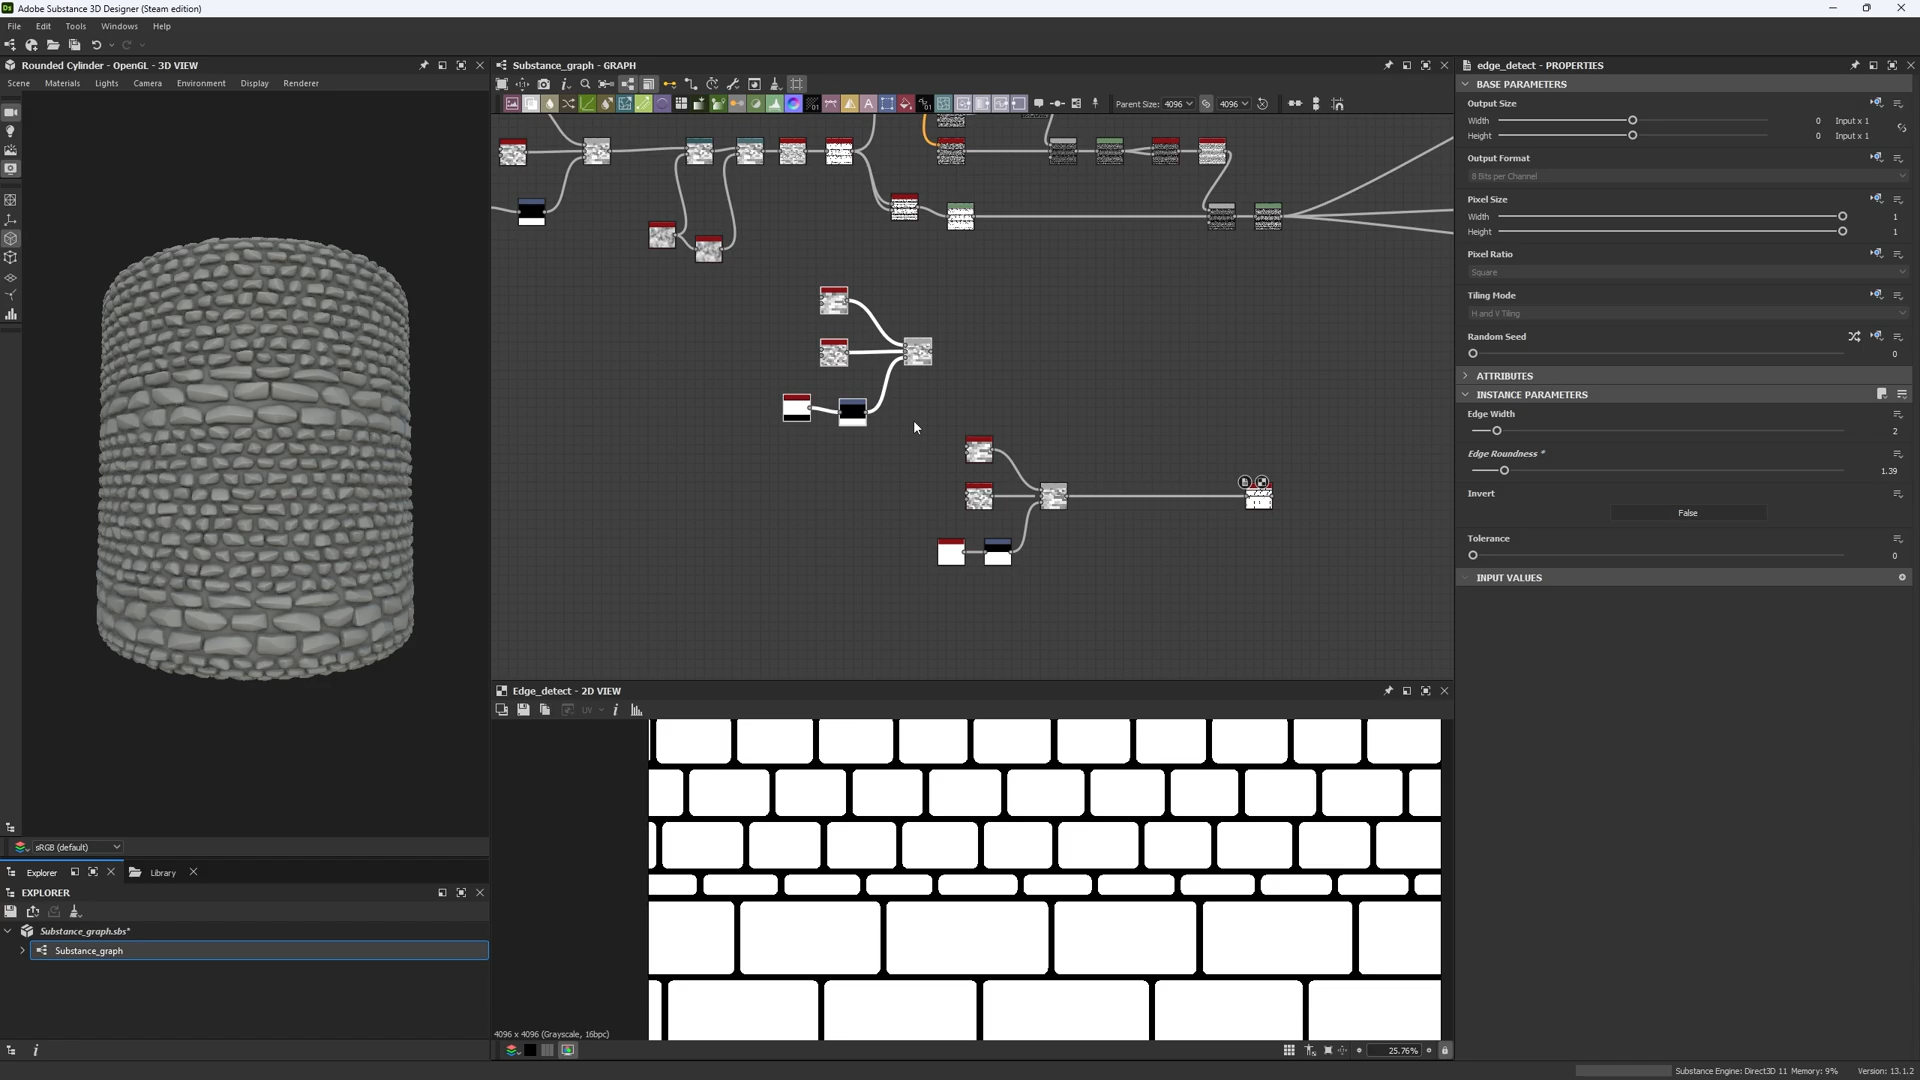 Adobe Substance 3D Designer (Steam edition)
File Edit Tools Windows Help
Rounded Cylinder - OpenGL - 3D VIEW
Scene Materials Lights Camera Environment Display Renderer
sRGB (default)
Explorer
Library
EXPLORER
Substance_graph.sbs*
Substance_graph
Substance_graph - GRAPH
Parent Size: 4096 4096
Edge_detect - 2D VIEW
UV
4096 x 4096 (Grayscale, 16bpc)
25.76%
edge_detect - PROPERTIES
BASE PARAMETERS
Output Size
Width 0 Input x 1
Height 0 Input x 1
Output Format
8 Bits per Channel
Pixel Size
Width 1
Height 1
Pixel Ratio
Square
Tiling Mode
H and V Tiling
Random Seed
0
ATTRIBUTES
INSTANCE PARAMETERS
Edge Width
2
Edge Roundness *
1.39
Invert
False
Tolerance
0
INPUT VALUES
Substance Engine: Direct3D 11 Memory: 9% Version: 13.1.2